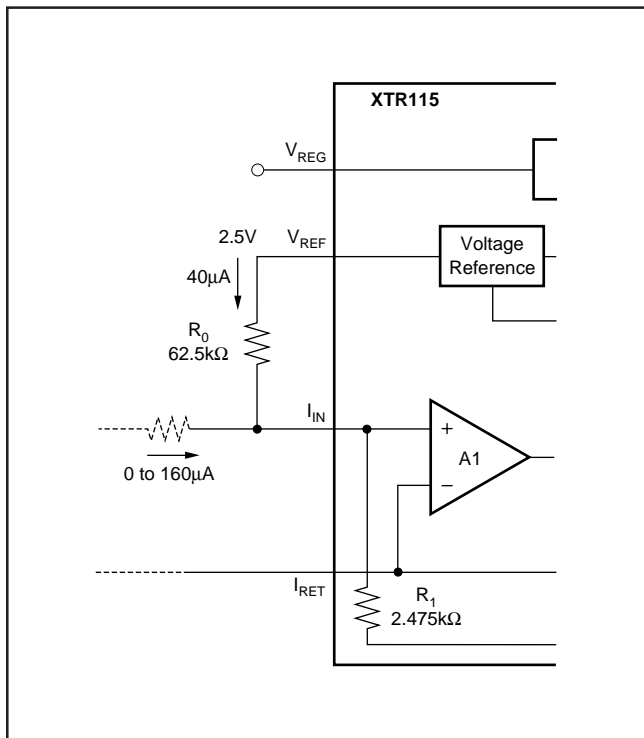 XTR115
V_REG
2.5V
V_REF
Voltage
Reference
40μA
R_0
62.5kΩ
I_IN
+
A1
–
0 to 160μA
I_RET
R_1
2.475kΩ